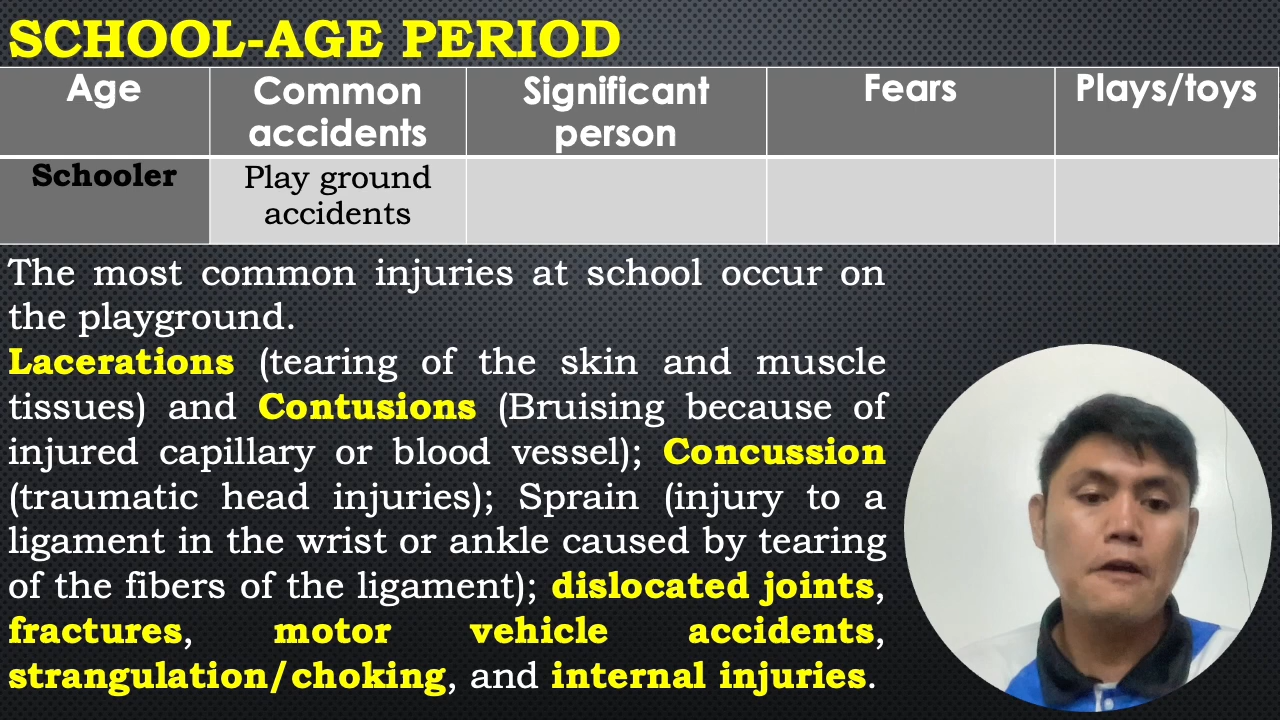 SCHOOL-AGE PERIOD
Age
Common
accidents
Significant
person
Fears
Plays/toys
Schooler
Play ground
accidents
The most common injuries at school occur on
the playground.
Lacerations (tearing of the skin and muscle
tissues) and Contusions (Bruising because of
injured capillary or blood vessel); Concussion
(traumatic head injuries); Sprain (injury to a
ligament in the wrist or ankle caused by tearing
of the fibers of the ligament); dislocated joints,
fractures, motor vehicle accidents,
strangulation/choking, and internal injuries.